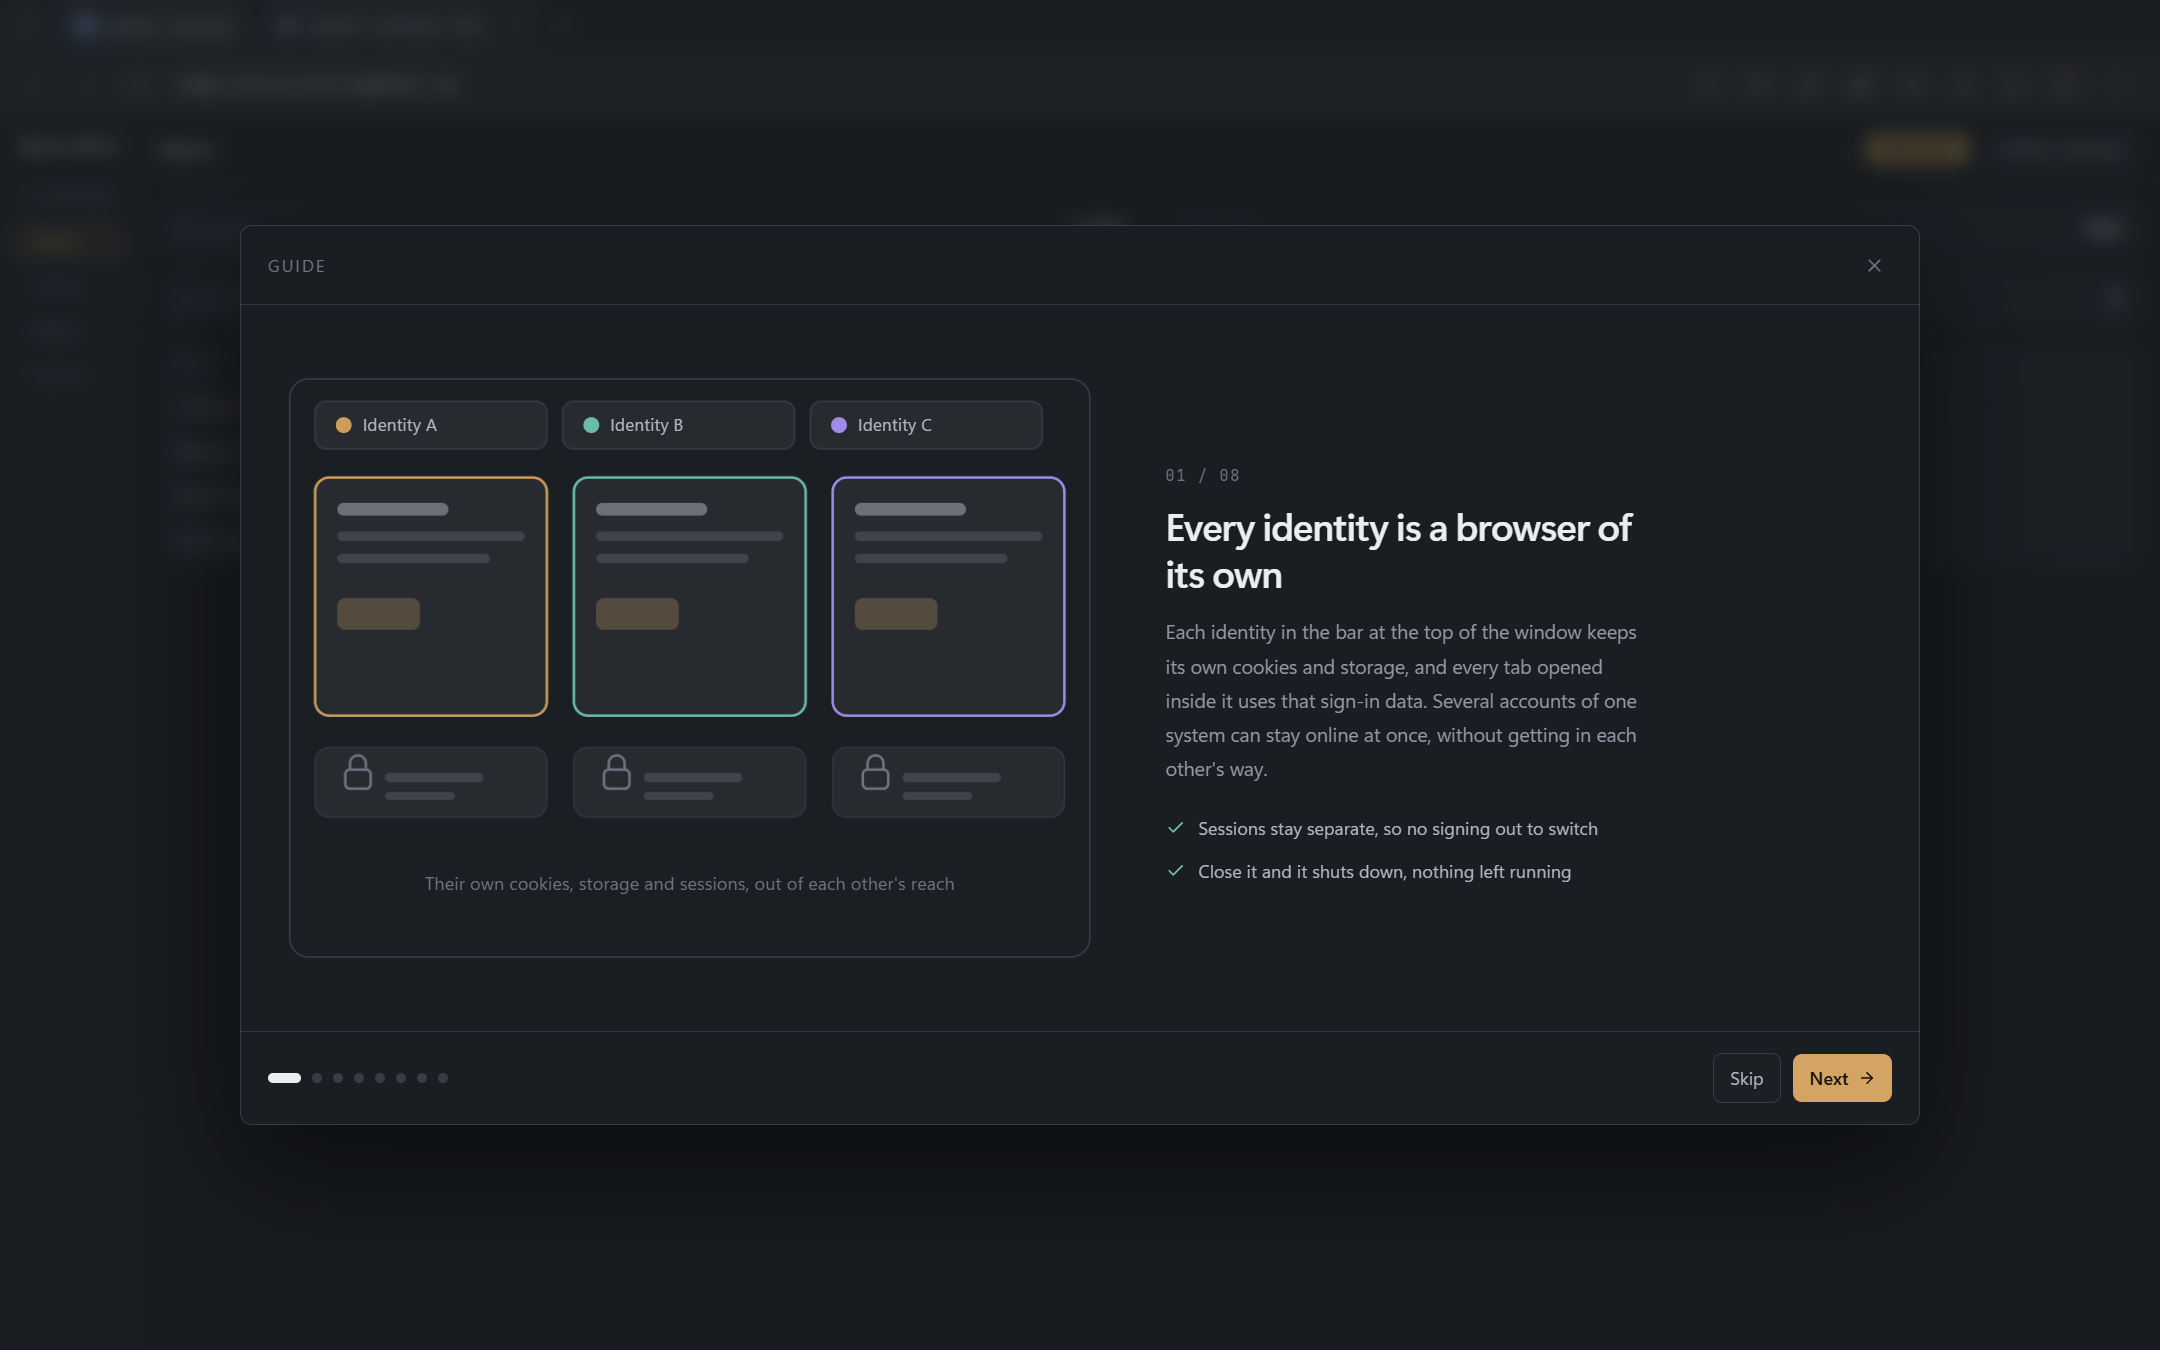 GUIDE
Identity A
Identity B
Identity C
Their own cookies, storage and sessions, out of each other's reach
01 / 08
Every identity is a browser of
its own
Each identity in the bar at the top of the window keeps
its own cookies and storage, and every tab opened
inside it uses that sign-in data. Several accounts of one
system can stay online at once, without getting in each
other's way.
Sessions stay separate, so no signing out to switch
Close it and it shuts down, nothing left running
Skip
Next